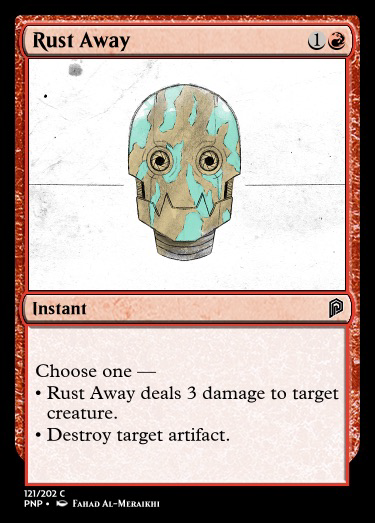 Rust Away 1
Instant
Choose one —
• Rust Away deals 3 damage to target
creature.
• Destroy target artifact.
121/202 C
PNP • Fahad Al-Meraikhi